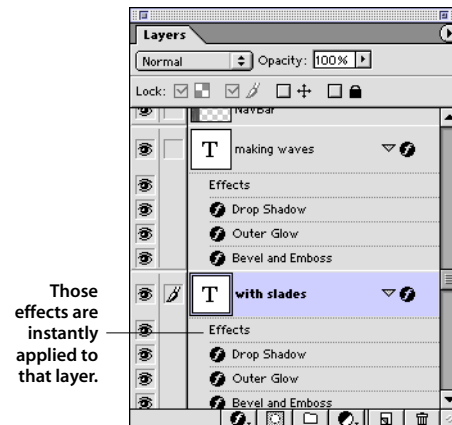 Layers
Normal
Opacity: 100%
Lock:
NavBar
T making waves
Effects
Drop Shadow
Outer Glow
Bevel and Emboss
T with slades
Effects
Drop Shadow
Outer Glow
Bevel and Emboss
Those
effects are
instantly
applied to
that layer.